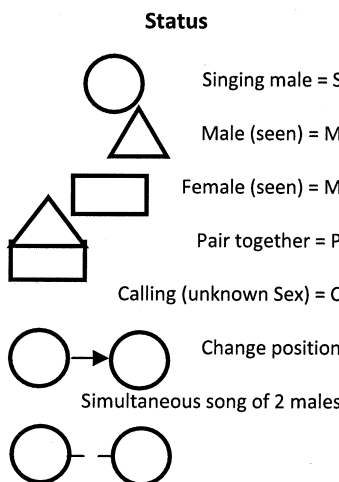 Status
Singing male = S
Male (seen) = M
Female (seen) = M
Pair together = P
Calling (unknown Sex) = C
Change position
Simultaneous song of 2 males